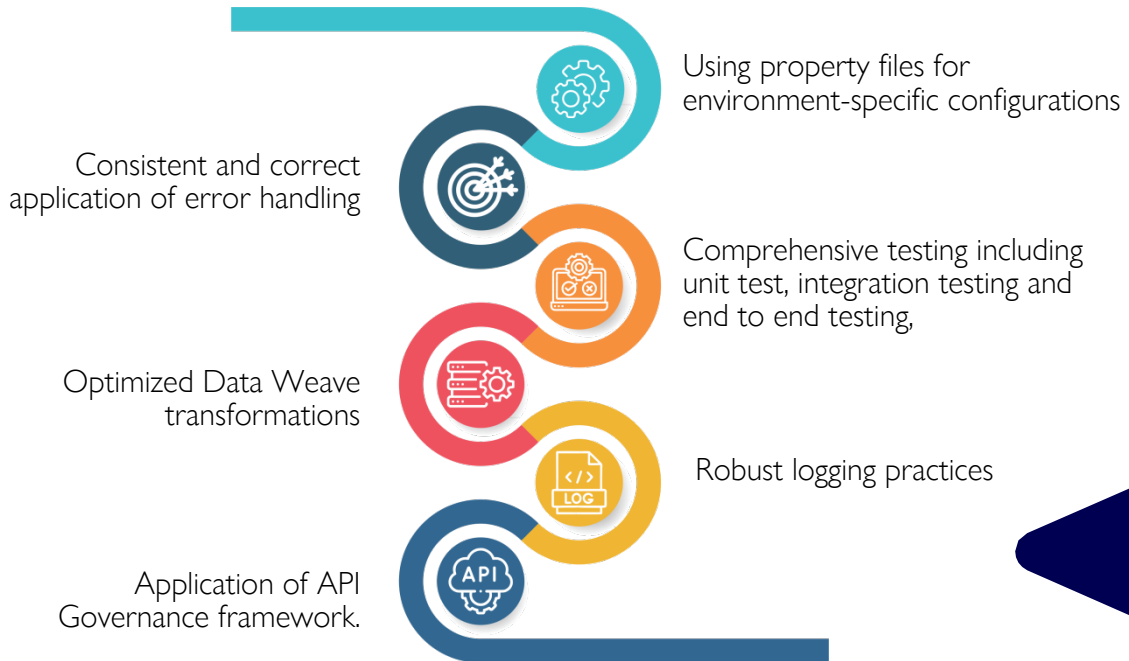 Using property files for
environment-specific configurations
Consistent and correct
application of error handling
Comprehensive testing including
unit test, integration testing and
end to end testing,
Optimized Data Weave
transformations
</>
LOG
Robust logging practices
API
Application of API
Governance framework.